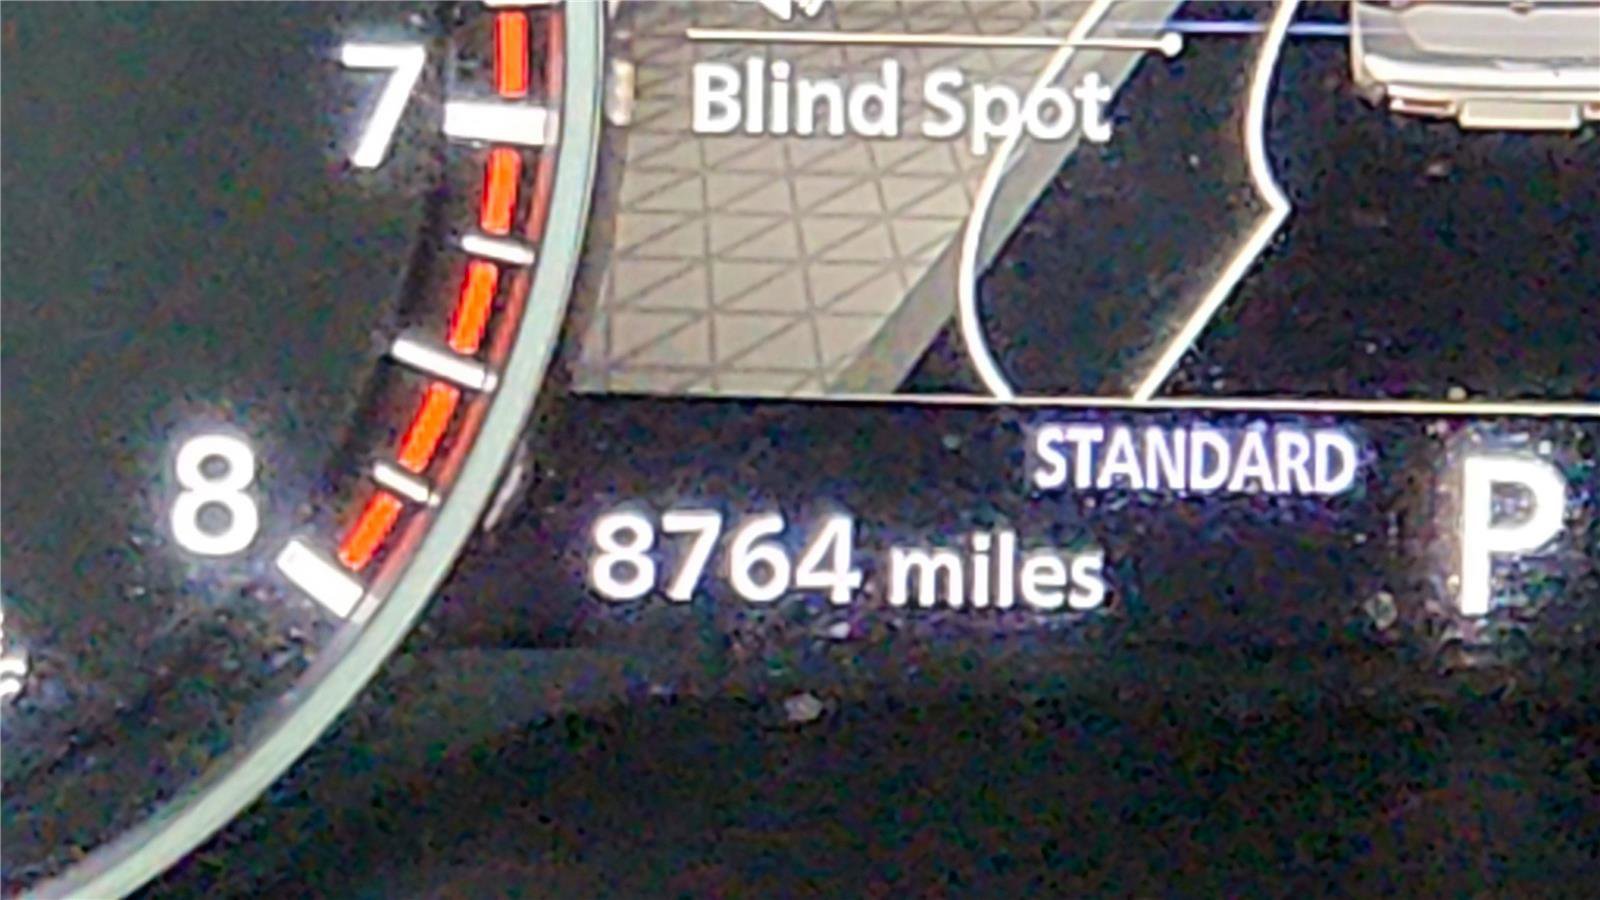 7
Blind Spot
8
STANDARD
P
8764 miles